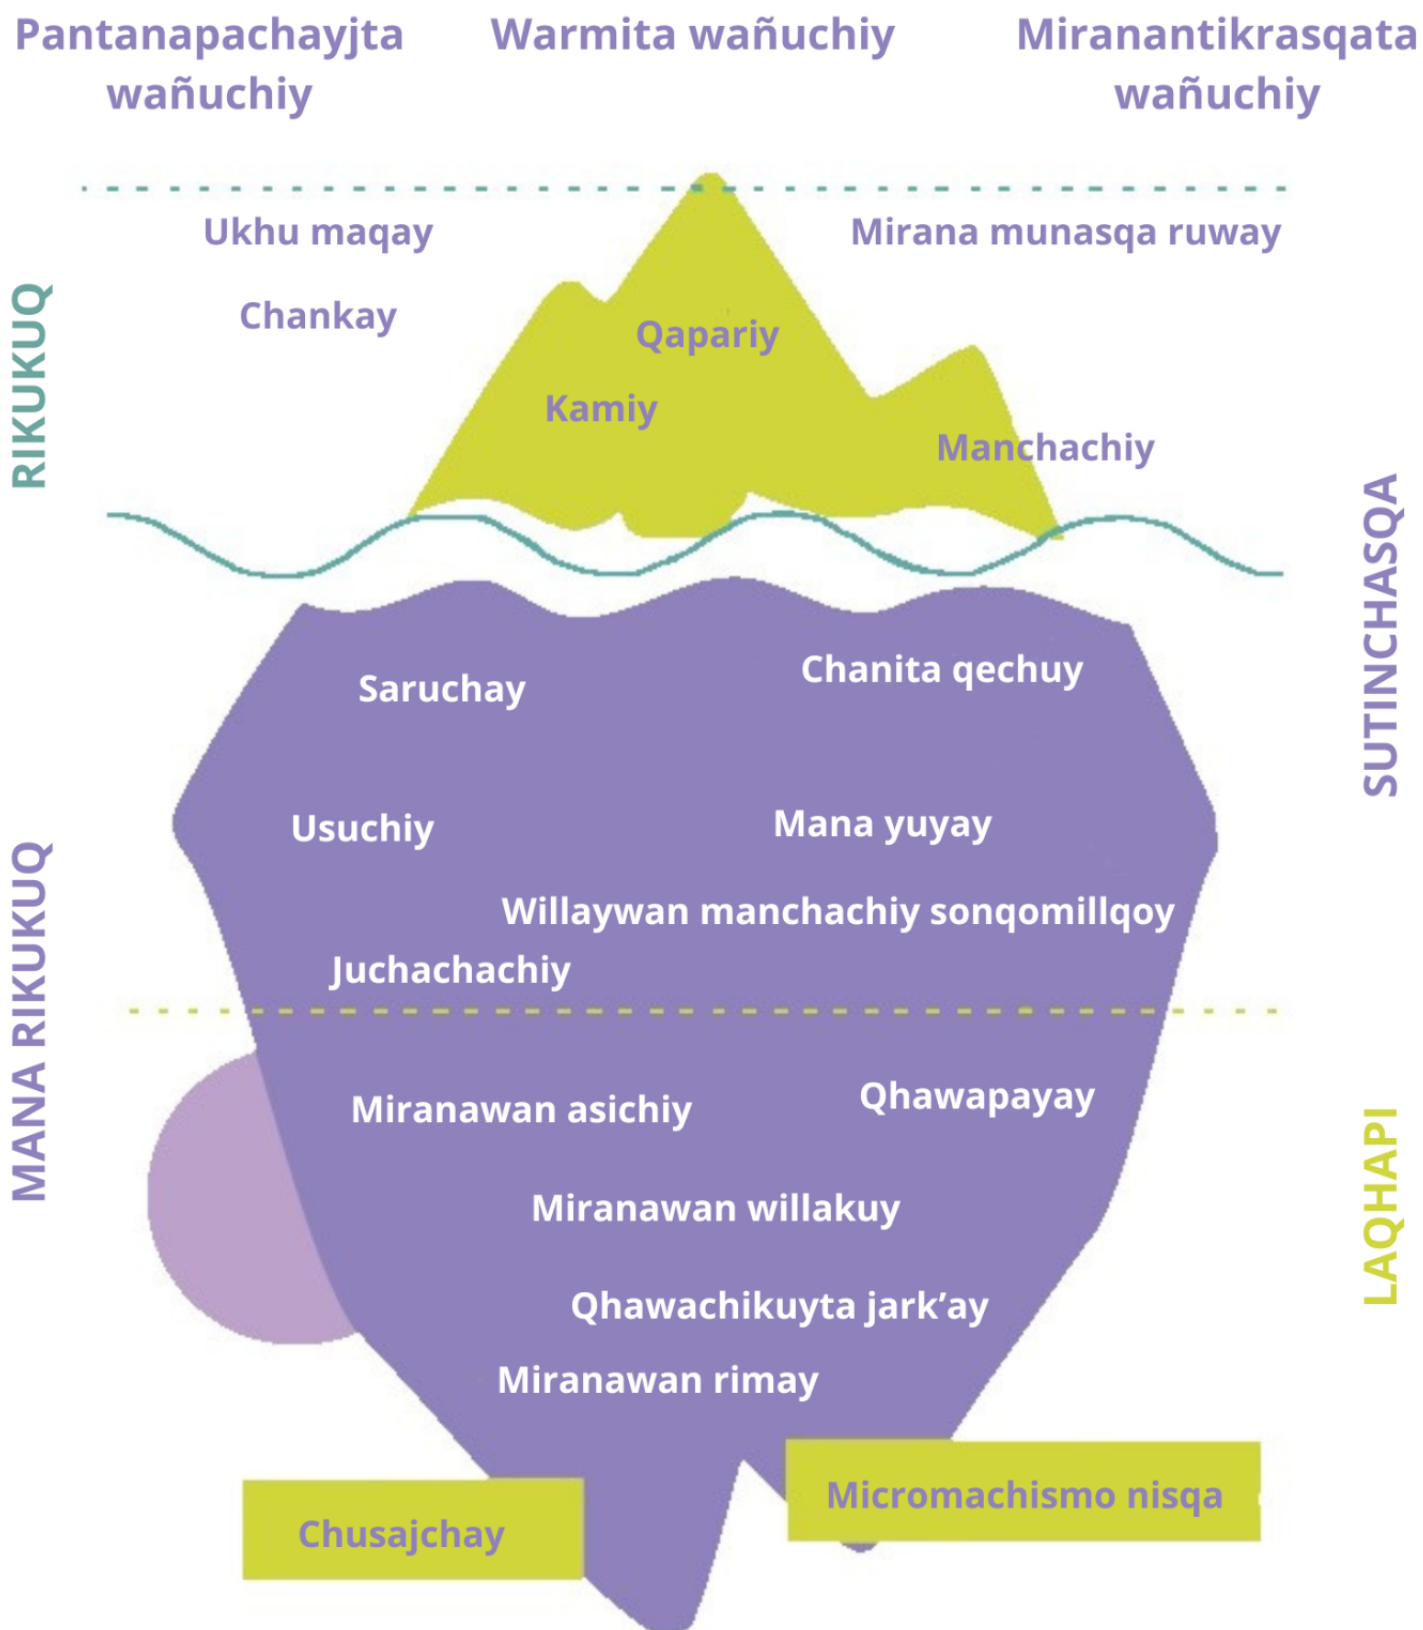 Pantanapachayjta
wañuchiy
Warmita wañuchiy
Miranantikrasqata
wañuchiy
Ukhu maqay
Mirana munasqa ruway
Chankay
Qapariy
Kamiy
Manchachiy
RIKUKUQ
SUTINCHASQA
Saruchay
Chanita qechuy
Usuchiy
Mana yuyay
Willaywan manchachiy sonqomillqoy
Juchachachiy
MANA RIKUKUQ
Miranawan asichiy
Qhawapayay
Miranawan willakuy
LAQHAPI
Qhawachikuyta jark’ay
Miranawan rimay
Chusajchay
Micromachismo nisqa